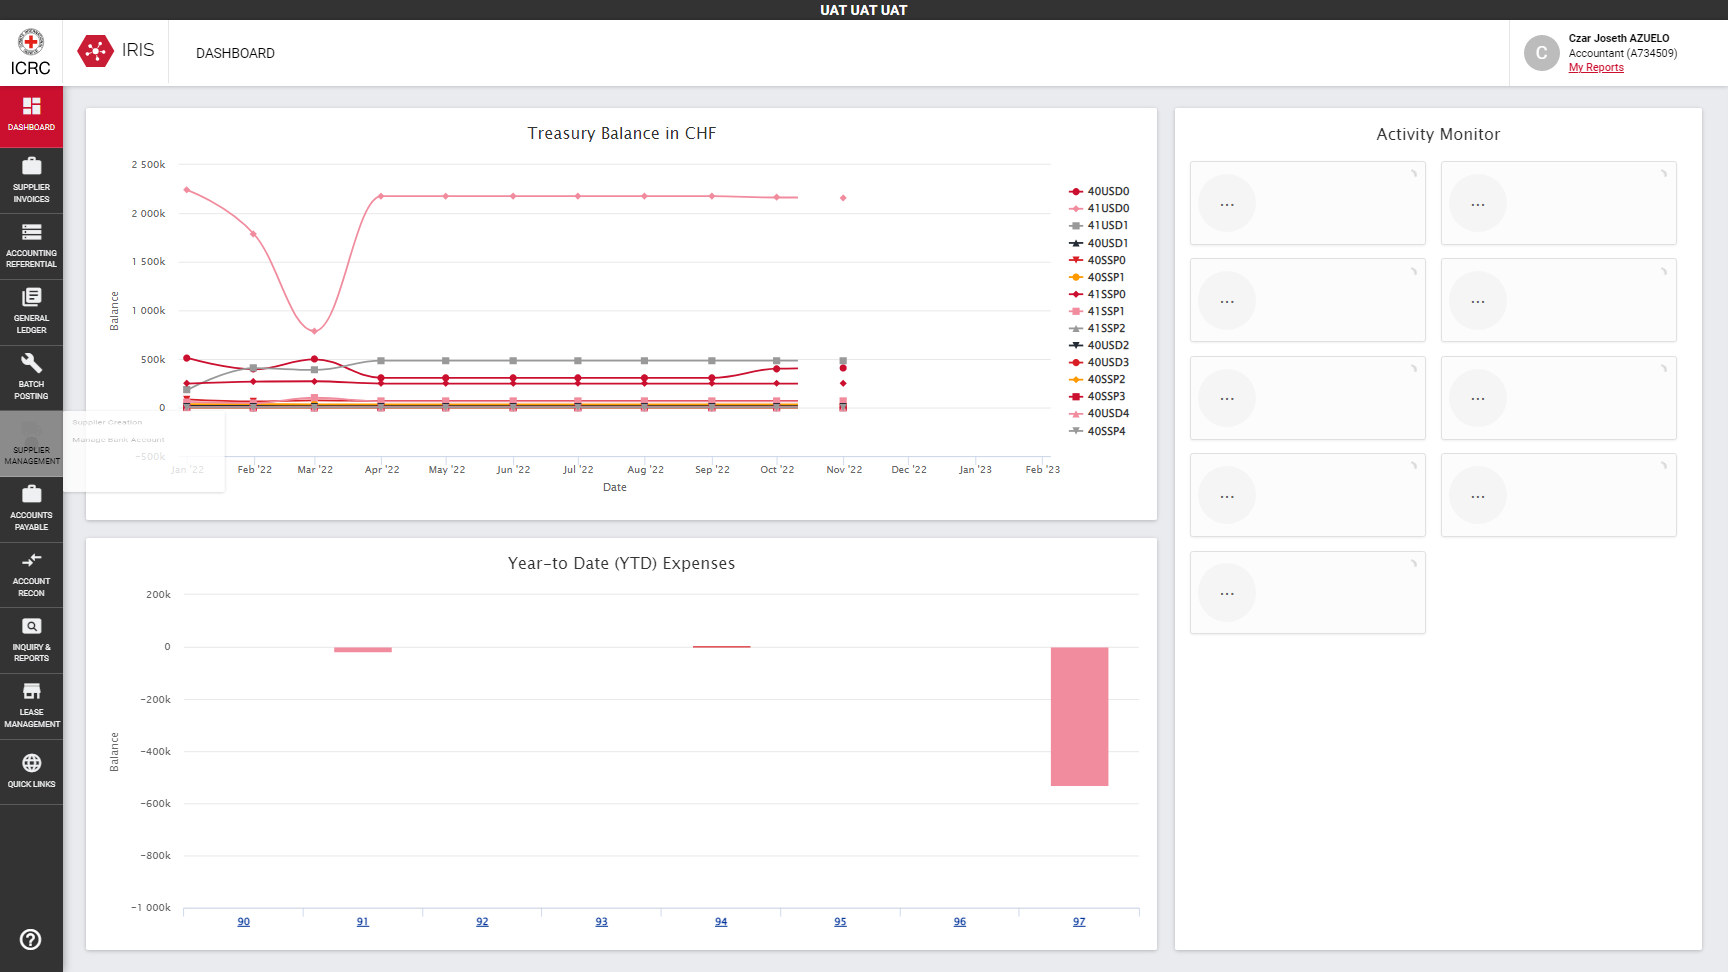 UAT UAT UAT
ICRC
IRIS
DASHBOARD
C
Czar Joseth AZUELO
Accountant (A734509)
My Reports
DASHBOARD
SUPPLIER
INVOICES
ACCOUNTING
REFERENTIAL
GENERAL
LEDGER
BATCH
POSTING
SUPPLIER
MANAGEMENT
ACCOUNTS
PAYABLE
ACCOUNT
RECON
INQUIRY &
REPORTS
LEASE
MANAGEMENT
QUICK LINKS
Supplier Creation
Manage Bank Account
Treasury Balance in CHF
2 500k
2 000k
1 500k
1 000k
500k
0
-500k
Balance
Jan '22
Feb '22
Mar '22
Apr '22
May '22
Jun '22
Jul '22
Aug '22
Sep '22
Oct '22
Nov '22
Dec '22
Jan '23
Feb '23
Date
40USD0
41USD0
41USD1
40USD1
40SSP0
40SSP1
41SSP0
41SSP1
41SSP2
40USD2
40USD3
40SSP2
40SSP3
40USD4
40SSP4
Year-to Date (YTD) Expenses
200k
0
-200k
-400k
-600k
-800k
-1 000k
Balance
90
91
92
93
94
95
96
97
Activity Monitor
...
...
...
...
...
...
...
...
...